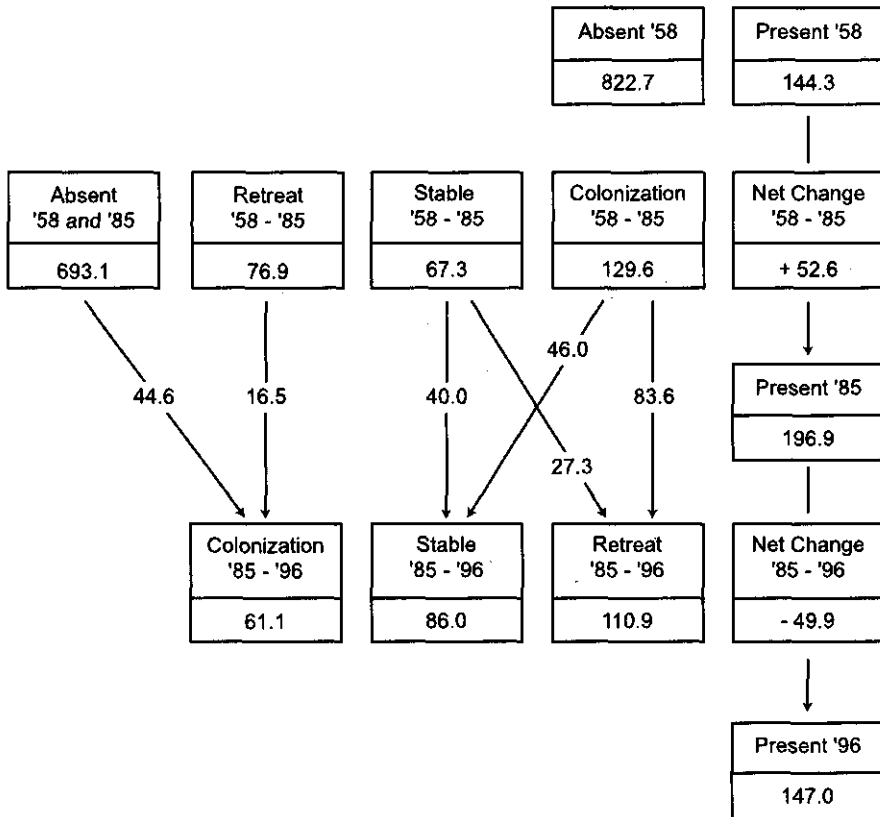 Absent '58
Present '58
822.7
144.3
Absent
'58 and '85
Retreat
'58 - '85
Stable
'58 - '85
Colonization
'58 - '85
Net Change
'58 - '85
693.1
76.9
67.3
129.6
+ 52.6
46.0
44.6
16.5
40.0
83.6
Present '85
196.9
27.3
Colonization
'85 - '96
Stable
'85 - '96
Retreat
'85 - '96
Net Change
'85 - '96
61.1
86.0
110.9
- 49.9
Present '96
147.0